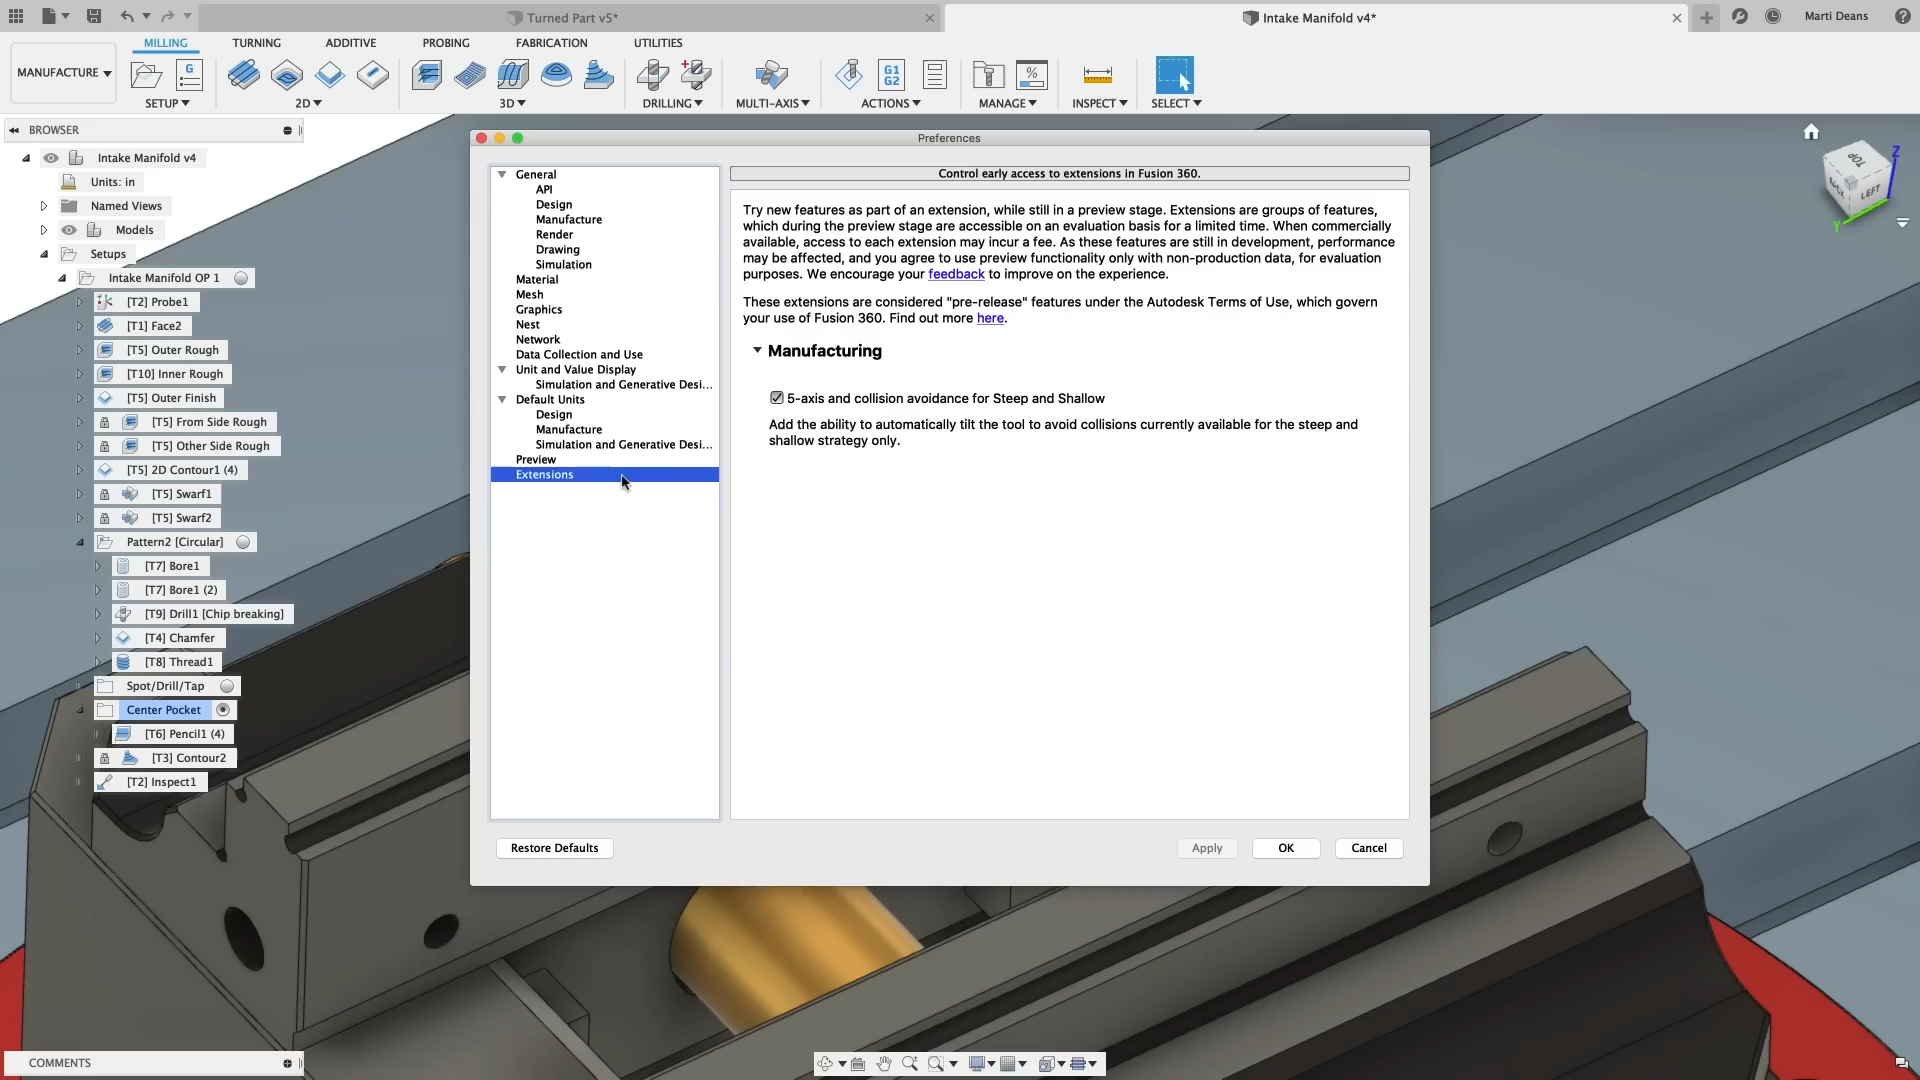 Turned Part v5*
Intake Manifold v4*
Marti Deans
MANUFACTURE
MILLING
TURNING
ADDITIVE
PROBING
FABRICATION
UTILITIES
G
G1
G2
%
SETUP
2D
3D
DRILLING
MULTI-AXIS
ACTIONS
MANAGE
INSPECT
SELECT
BROWSER
Intake Manifold v4
Units: in
Named Views
Models
Setups
Intake Manifold OP 1
[T2] Probe1
[T1] Face2
[T5] Outer Rough
[T10] Inner Rough
[T5] Outer Finish
[T5] From Side Rough
[T5] Other Side Rough
[T5] 2D Contour1 (4)
[T5] Swarf1
[T5] Swarf2
Pattern2 [Circular]
[T7] Bore1
[T7] Bore1 (2)
[T9] Drill1 [Chip breaking]
[T4] Chamfer
[T8] Thread1
Spot/Drill/Tap
Center Pocket
[T6] Pencil1 (4)
[T3] Contour2
[T2] Inspect1
COMMENTS
Preferences
General
API
Design
Manufacture
Render
Drawing
Simulation
Material
Mesh
Graphics
Nest
Network
Data Collection and Use
Unit and Value Display
Simulation and Generative Desi...
Default Units
Design
Manufacture
Simulation and Generative Desi...
Preview
Extensions
Control early access to extensions in Fusion 360.
Try new features as part of an extension, while still in a preview stage. Extensions are groups of features,
which during the preview stage are accessible on an evaluation basis for a limited time. When commercially
available, access to each extension may incur a fee. As these features are still in development, performance
may be affected, and you agree to use preview functionality only with non-production data, for evaluation
purposes. We encourage your feedback to improve on the experience.
These extensions are considered "pre-release" features under the Autodesk Terms of Use, which govern
your use of Fusion 360. Find out more here.
Manufacturing
5-axis and collision avoidance for Steep and Shallow
Add the ability to automatically tilt the tool to avoid collisions currently available for the steep and
shallow strategy only.
Restore Defaults
Apply
OK
Cancel
TOP
BACK
LEFT
Z
Y